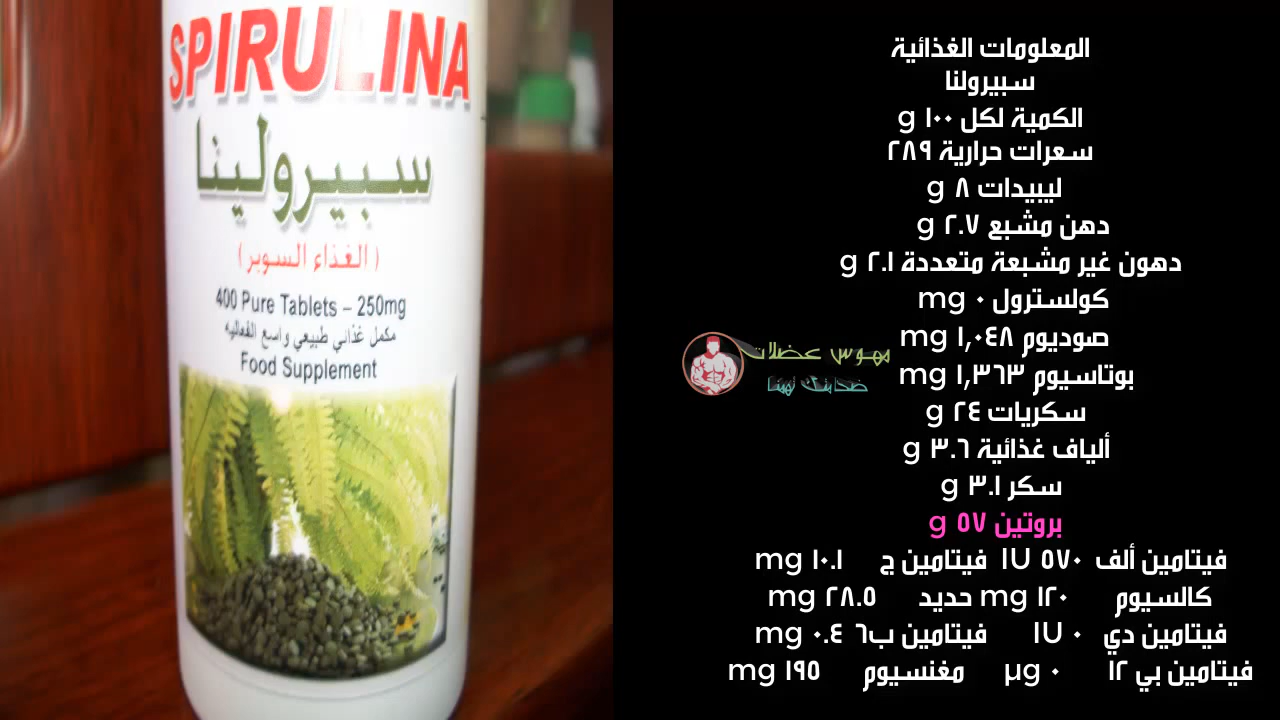 SPIRULINA
سبيرولينا
( الغذاء السوبر )
400 Pure Tablets – 250mg
مكمل غذائي طبيعي واسع الفعاليه
Food Supplement
المعلومات الغذائية
سبيرولنا
الكمية لكل ١٠٠ g
سعرات حرارية ٢٨٩
ليبيدات ٨ g
دهن مشبع ٢.٧ g
دهون غير مشبعة متعددة ٢.١ g
كولسترول ٠ mg
صوديوم ١,٠٤٨ mg
بوتاسيوم ١,٣٦٣ mg
سكريات ٢٤ g
ألياف غذائية ٣.٦ g
سكر ٣.١ g
بروتين ٥٧ g
فيتامين ألف ٥٧٠ IU فيتامين ج ١٠.١ mg
كالسيوم ١٢٠ mg حديد ٢٨.٥ mg
فيتامين دي ٠ IU فيتامين ب٦ ٠.٤ mg
فيتامين بي ١٢ ٠ µg مغنسيوم ١٩٥ mg
مهوس عضلات